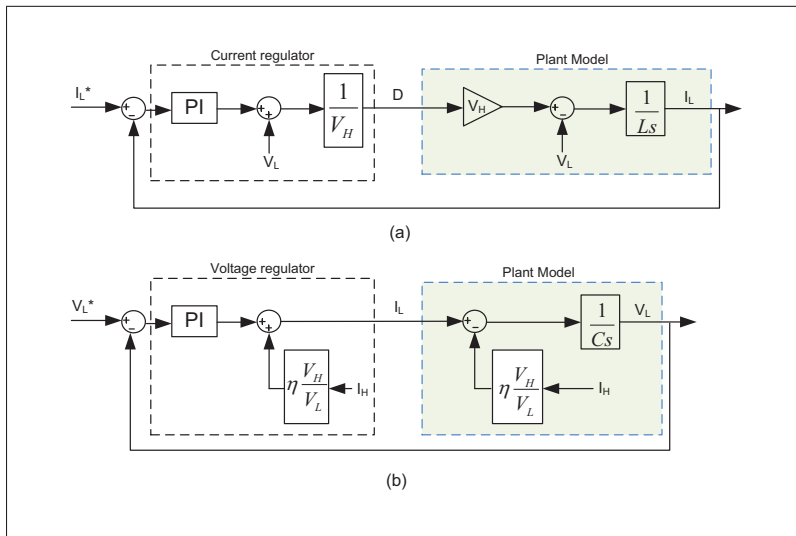 Current regulator
Plant Model
I_L*
+
−
PI
+
+
V_L
1
V_H
D
V_H
+
−
V_L
1
Ls
I_L
(a)
Voltage regulator
Plant Model
V_L*
+
−
PI
+
+
I_L
η V_H
V_L
I_H
+
−
1
Cs
V_L
η V_H
V_L
I_H
(b)